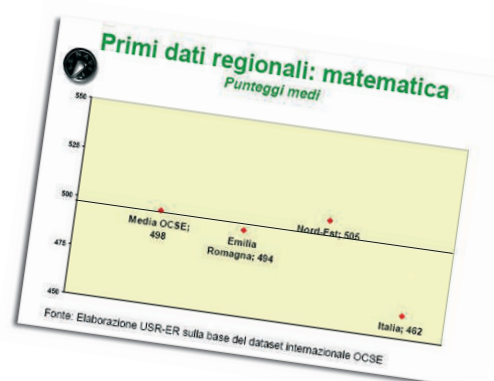 Primi dati regionali: matematica
Punteggi medi
550
525
500
475
450
Media OCSE;
498
Emilia
Romagna; 494
Nord-Est; 505
Italia; 462
Fonte: Elaborazione USR-ER sulla base del dataset internazionale OCSE